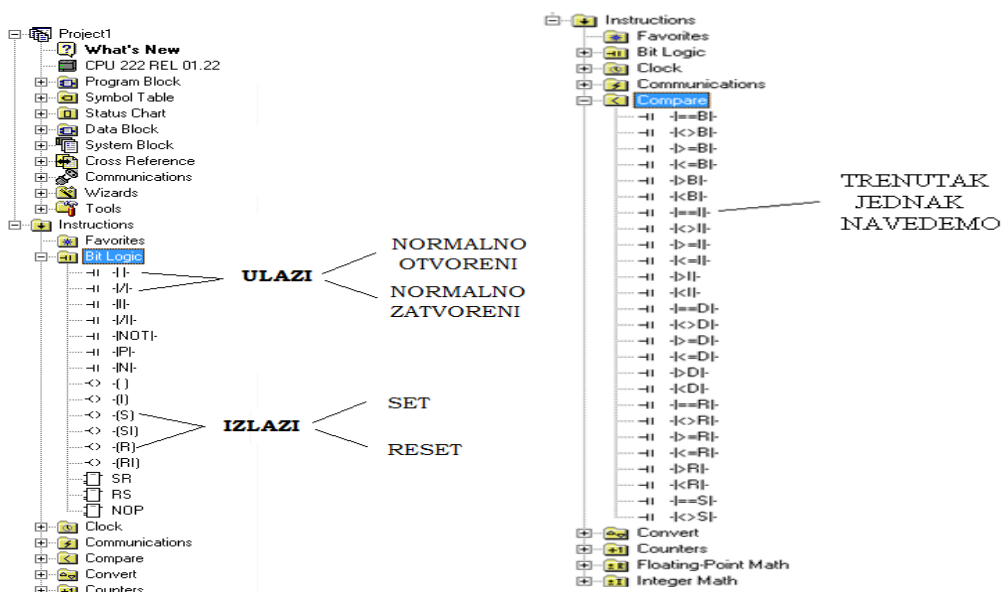 Project1
What's New
CPU 222 REL 01.22
Program Block
Symbol Table
Status Chart
Data Block
System Block
Cross Reference
Communications
Wizards
Tools
Instructions
Favorites
Bit Logic
-| |-
-|/|-
-|I|-
-|/I|-
-|NOT|-
-|P|-
-|N|-
-( )
-(I)
-(S)
-(SI)
-(R)
-(RI)
SR
RS
NOP
Clock
Communications
Compare
Convert
Counters
ULAZI
NORMALNO
OTVORENI
NORMALNO
ZATVORENI
IZLAZI
SET
RESET
Instructions
Favorites
Bit Logic
Clock
Communications
Compare
-|==B|-
-|<>B|-
-|>=B|-
-|<=B|-
-|>B|-
-|<B|-
-|==I|-
-|<>I|-
-|>=I|-
-|<=I|-
-|>I|-
-|<I|-
-|==D|-
-|<>D|-
-|>=D|-
-|<=D|-
-|>D|-
-|<D|-
-|==R|-
-|<>R|-
-|>=R|-
-|<=R|-
-|>R|-
-|<R|-
-|==S|-
-|<>S|-
Convert
Counters
Floating-Point Math
Integer Math
TRENUTAK
JEDNAK
NAVEDEMO